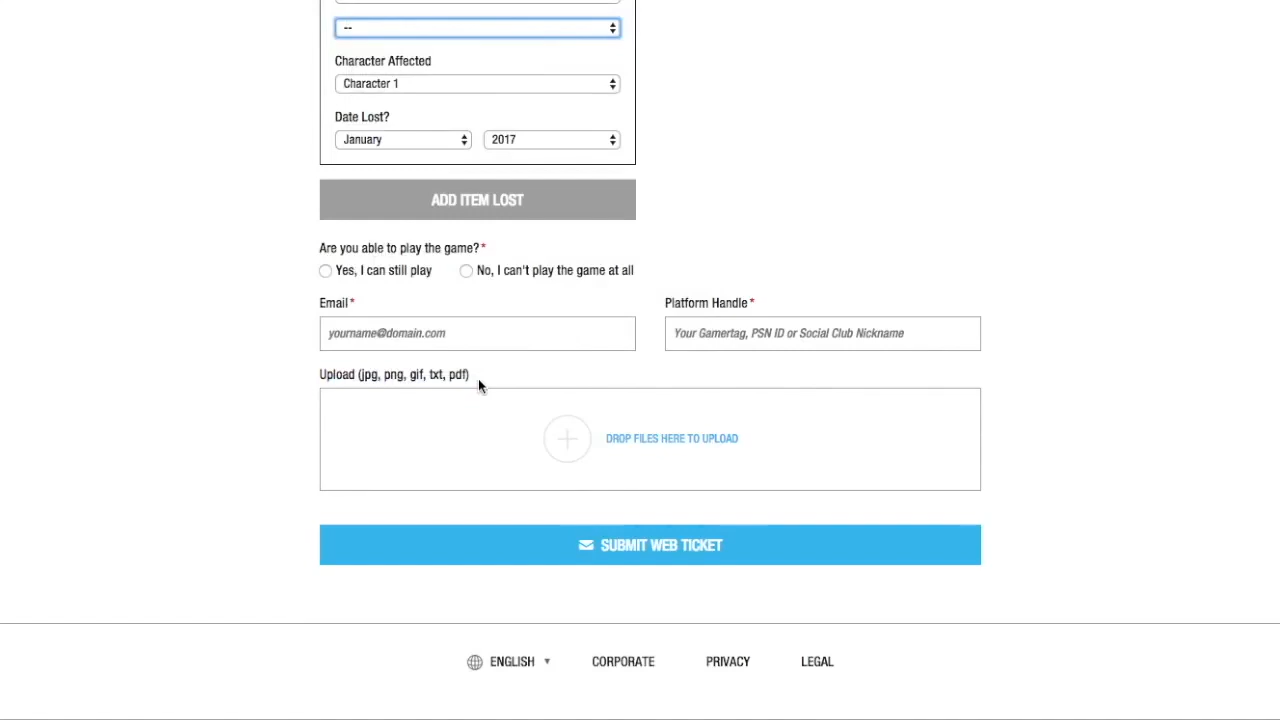 --
Character Affected
Character 1
Date Lost?
January 2017
ADD ITEM LOST
Are you able to play the game?*
Yes, I can still play No, I can't play the game at all
Email* Platform Handle*
yourname@domain.com Your Gamertag, PSN ID or Social Club Nickname
Upload (jpg, png, gif, txt, pdf)
DROP FILES HERE TO UPLOAD
SUBMIT WEB TICKET
ENGLISH CORPORATE PRIVACY LEGAL